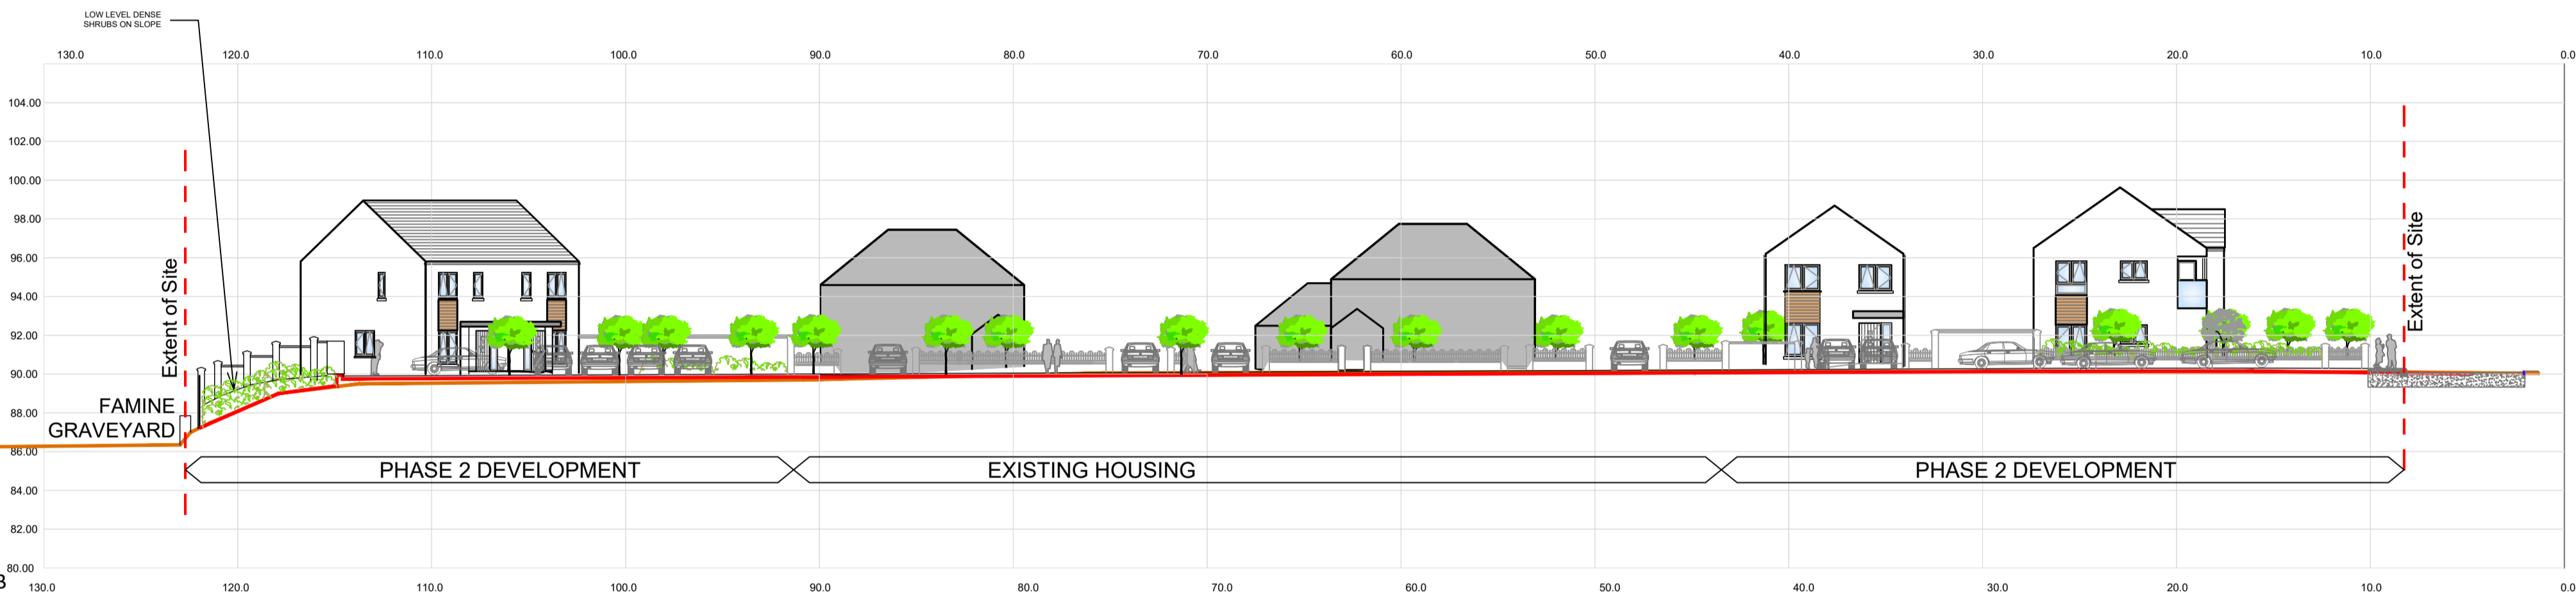 LOW LEVEL DENSE
SHRUBS ON SLOPE
130.0 120.0 110.0 100.0 90.0 80.0 70.0 60.0 50.0 40.0 30.0 20.0 10.0 0.0
104.00
102.00
100.00
98.00
96.00
94.00
92.00
90.00
88.00
86.00
84.00
82.00
80.00
Extent of Site
FAMINE
GRAVEYARD
PHASE 2 DEVELOPMENT
EXISTING HOUSING
PHASE 2 DEVELOPMENT
Extent of Site
130.0 120.0 110.0 100.0 90.0 80.0 70.0 60.0 50.0 40.0 30.0 20.0 10.0 0.0